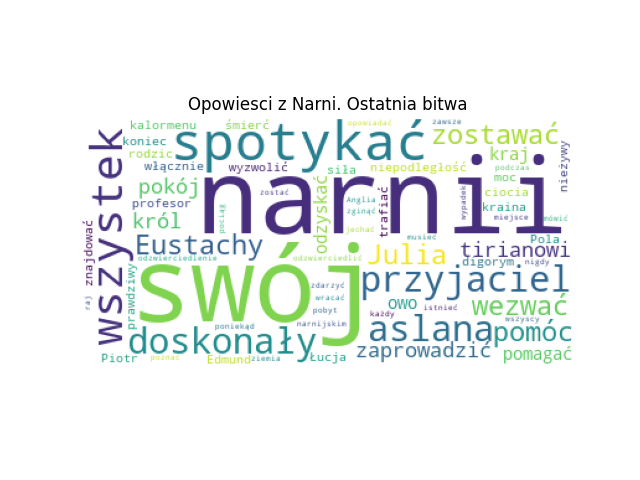 Opowiesci z Narni. Ostatnia bitwa
kalormenu śmierć opowiadać zawsze
koniec spotykać zostawać
rodzic kraj nieżywy
włącznie wyzwolić siła niepodległość podczas
wszystek pokój zostać narnii moc ciocia
profesor odzyskać Anglia trafiać wypadek kraina
król pociąg zginąć miejsce mówić
znajdować jechać
Eustachy musieć Pola
prawdziwy odzwierciedlenie swój odzwierciedlić Julia tirianowi
digorym nigdy
zdarzyć przyjaciel
raj wracać owo wezwać
pobyt każdy istnieć
poniekąd narnijskim aslana wszyscy pomóc
doskonały
zaprowadzić pomagać
Piotr poznać Edmund ziemia Łucja